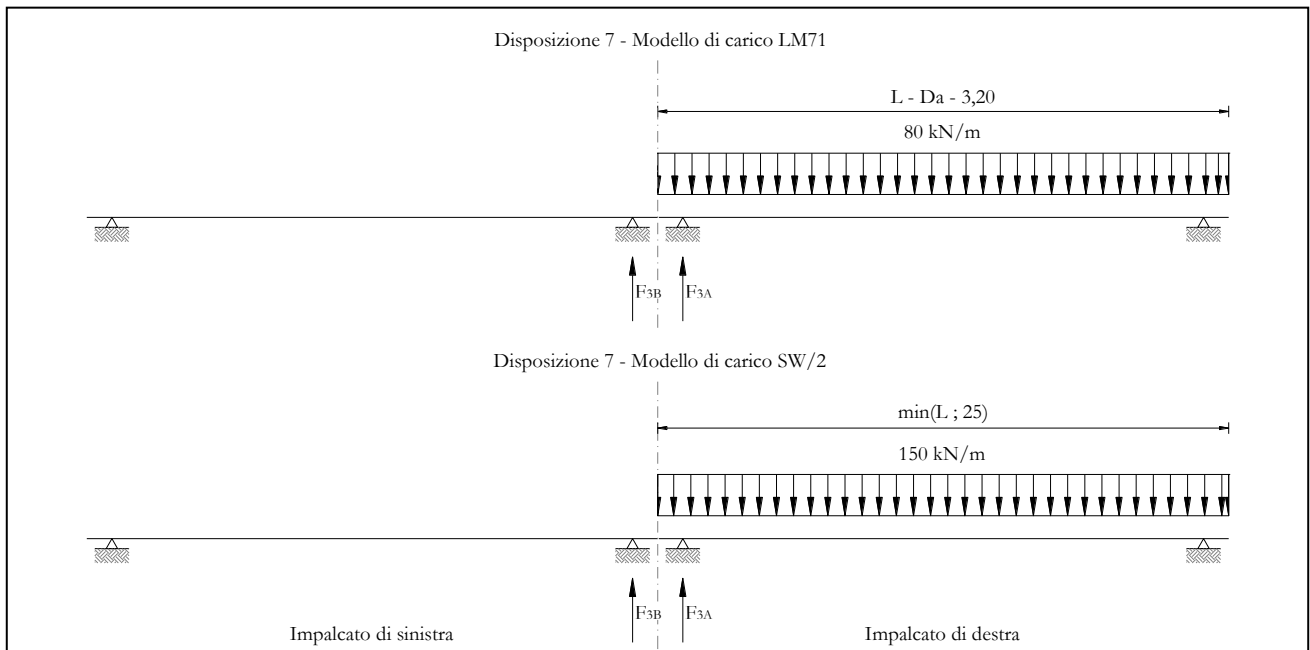 Disposizione 7 - Modello di carico LM71
L - Da - 3,20
80 kN/m
F3B
F3A
Disposizione 7 - Modello di carico SW/2
min(L ; 25)
150 kN/m
F3B
F3A
Impalcato di sinistra
Impalcato di destra